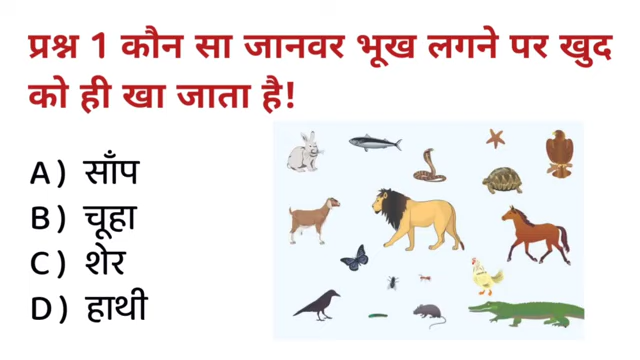 प्रश्न 1 कौन सा जानवर भूख लगने पर खुद
को ही खा जाता है!
A) साँप
B) चूहा
C) शेर
D) हाथी